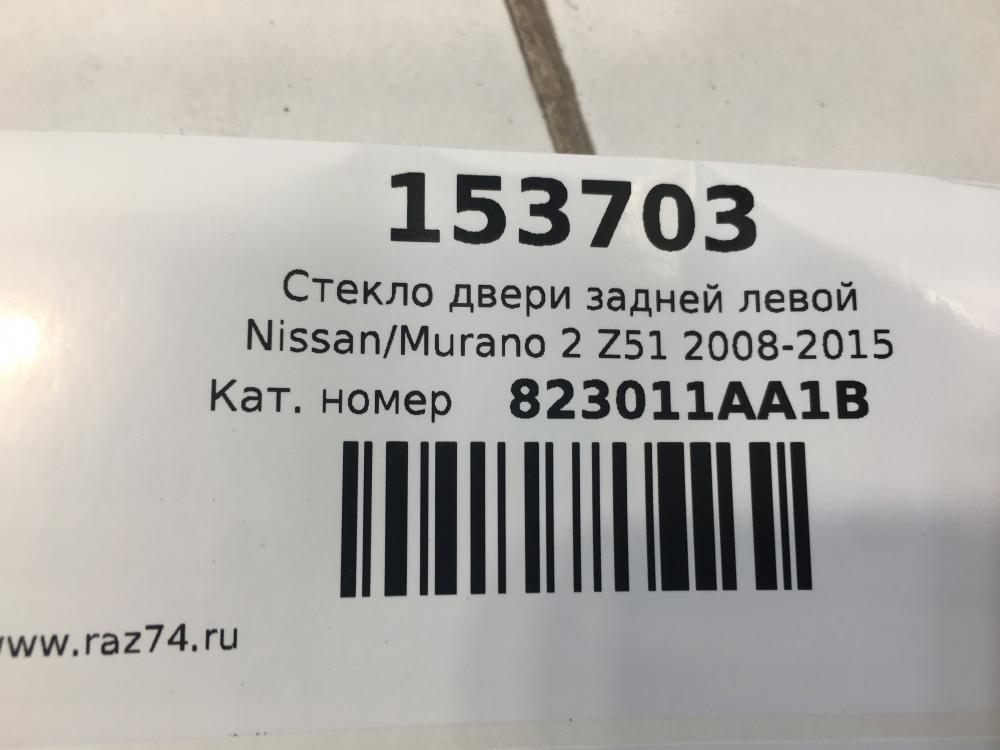 153703
Стекло двери задней левой
Nissan/Murano 2 Z51 2008-2015
Кат. номер 823011AA1B
www.raz74.ru